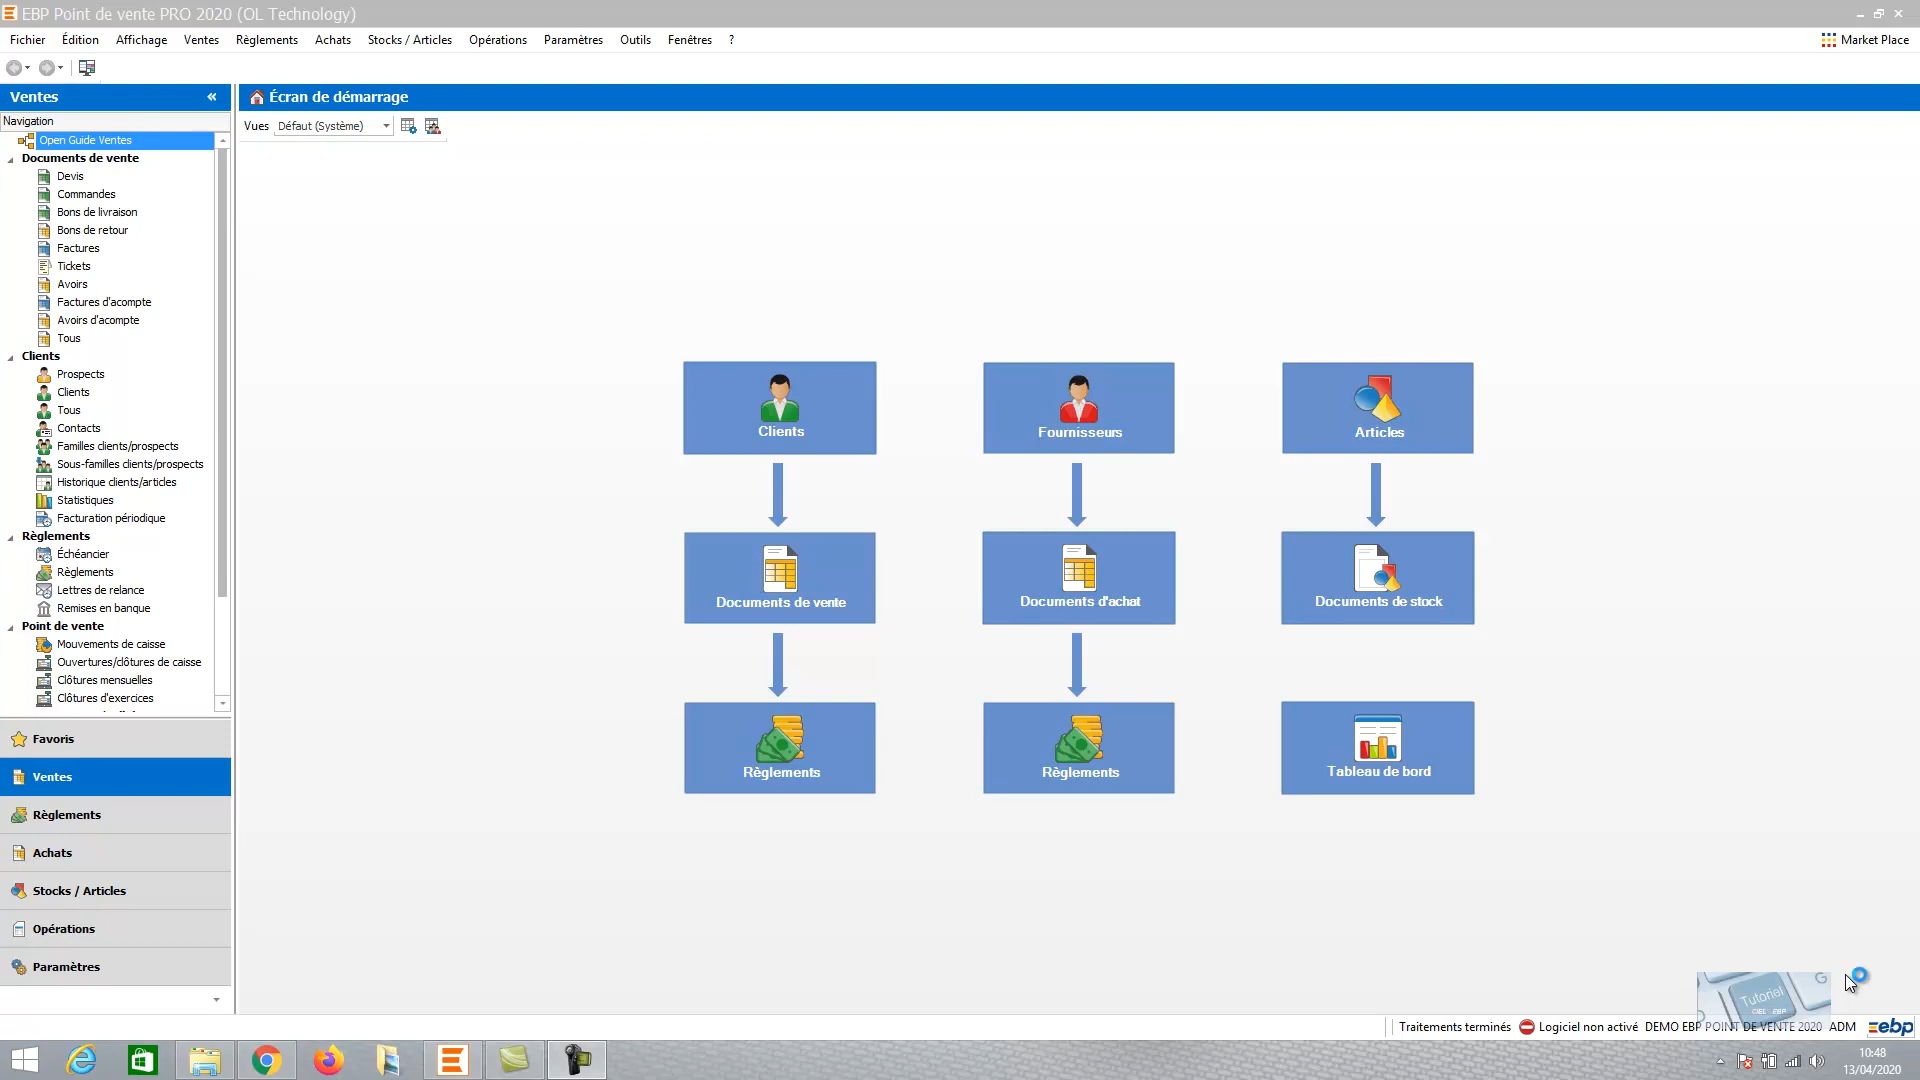 EBP Point de vente PRO 2020 (OL Technology)
Fichier Édition Affichage Ventes Règlements Achats Stocks / Articles Opérations Paramètres Outils Fenêtres ? Market Place
Ventes «
Écran de démarrage
Navigation
Vues Défaut (Système)
Open Guide Ventes
Documents de vente
Devis
Commandes
Bons de livraison
Bons de retour
Factures
Tickets
Avoirs
Factures d'acompte
Avoirs d'acompte
Tous
Clients
Prospects
Clients
Tous
Contacts
Familles clients/prospects
Sous-familles clients/prospects
Historique clients/articles
Statistiques
Facturation périodique
Règlements
Échéancier
Règlements
Lettres de relance
Remises en banque
Point de vente
Mouvements de caisse
Ouvertures/clôtures de caisse
Clôtures mensuelles
Clôtures d'exercices
Favoris
Ventes
Règlements
Achats
Stocks / Articles
Opérations
Paramètres
Clients Fournisseurs Articles
Documents de vente Documents d'achat Documents de stock
Règlements Règlements Tableau de bord
G
Tutoriel
CIEL - EBP
Traitements terminés Logiciel non activé DEMO EBP POINT DE VENTE 2020 ADM ebp
10:48
13/04/2020